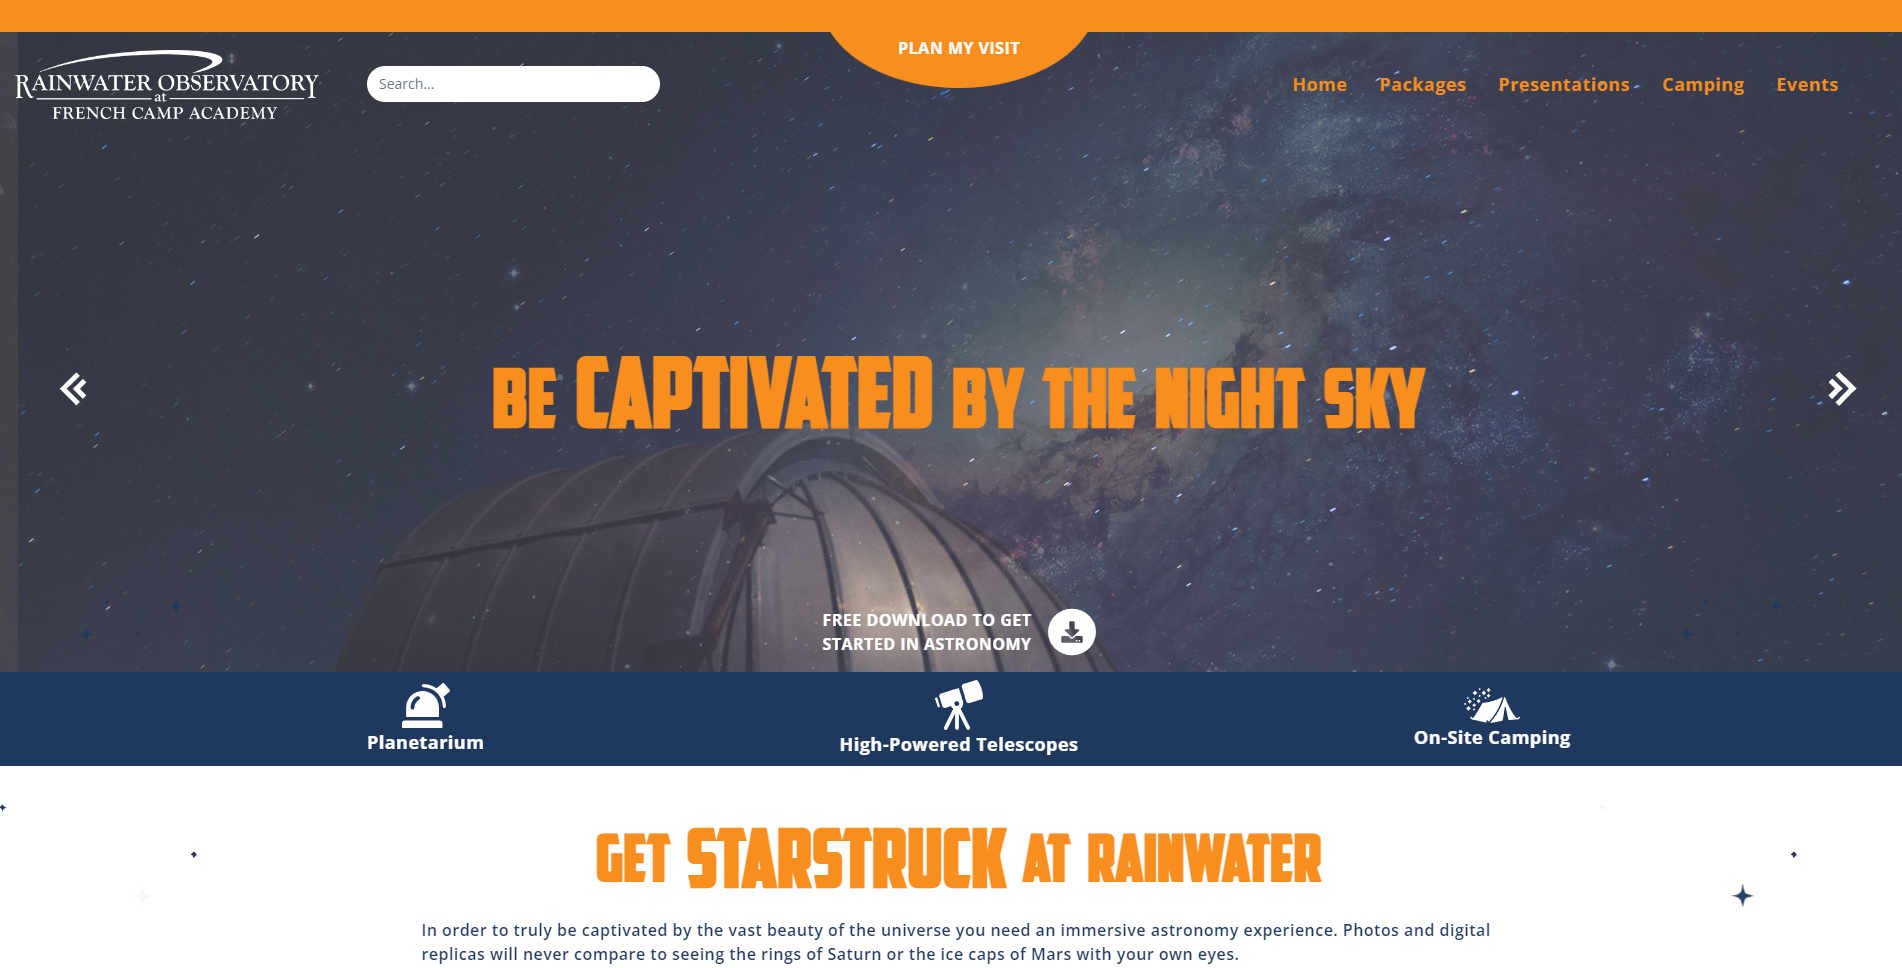 PLAN MY VISIT
RAINWATER OBSERVATORY
at
FRENCH CAMP ACADEMY
Search...
Home
Packages
Presentations
Camping
Events
BE CAPTIVATED BY THE NIGHT SKY
FREE DOWNLOAD TO GET
STARTED IN ASTRONOMY
Planetarium
High-Powered Telescopes
On-Site Camping
GET STARSTRUCK AT RAINWATER
In order to truly be captivated by the vast beauty of the universe you need an immersive astronomy experience. Photos and digital
replicas will never compare to seeing the rings of Saturn or the ice caps of Mars with your own eyes.